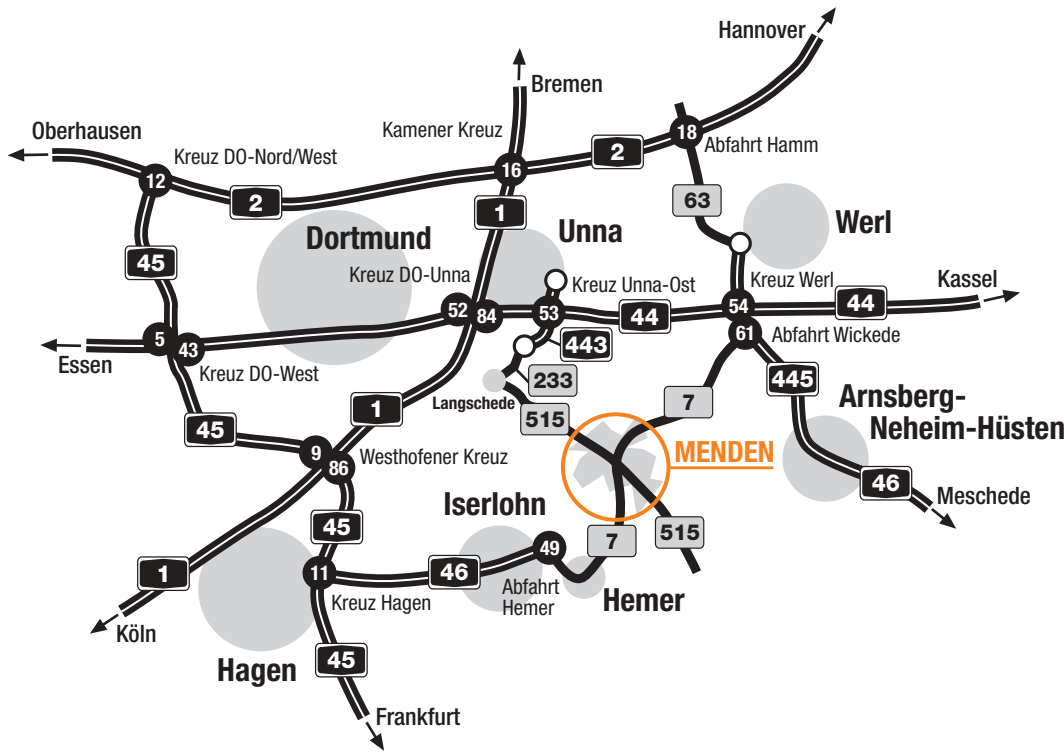 Hannover
Bremen
Oberhausen
Kamener Kreuz
18
Abfahrt Hamm
Kreuz DO-Nord/West
2
16
12
2
63
1
Dortmund
Unna
Werl
45
Kreuz DO-Unna
Kreuz Unna-Ost
Kreuz Werl
Kassel
52
84
53
44
54
44
5
43
443
61
Abfahrt Wickede
Essen
Kreuz DO-West
233
445
Langschede
1
515
7
Arnsberg-
Neheim-Hüsten
45
9
86
Westhofener Kreuz
MENDEN
46
Meschede
45
Iserlohn
49
7
515
1
11
46
Abfahrt
Hemer
Kreuz Hagen
Hemer
Köln
Hagen
45
Frankfurt